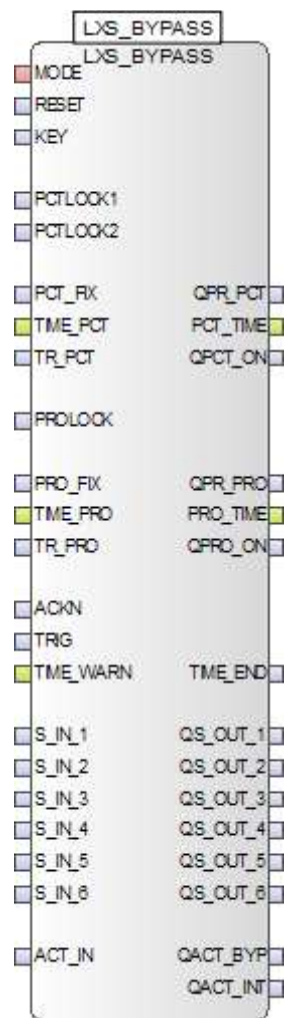 LXS_BYPASS
LXS_BYPASS
MODE
RESET
KEY
PCTLOCK1
PCTLOCK2
PCT_FIX QPR_PCT
TIME_PCT PCT_TIME
TR_PCT QPCT_ON
PROLOCK
PRO_FIX QPR_PRO
TIME_PRO PRO_TIME
TR_PRO QPRO_ON
ACKN
TRIG
TIME_WARN TIME_END
S_IN_1 QS_OUT_1
S_IN_2 QS_OUT_2
S_IN_3 QS_OUT_3
S_IN_4 QS_OUT_4
S_IN_5 QS_OUT_5
S_IN_6 QS_OUT_6
ACT_IN QACT_BYP
QACT_INT